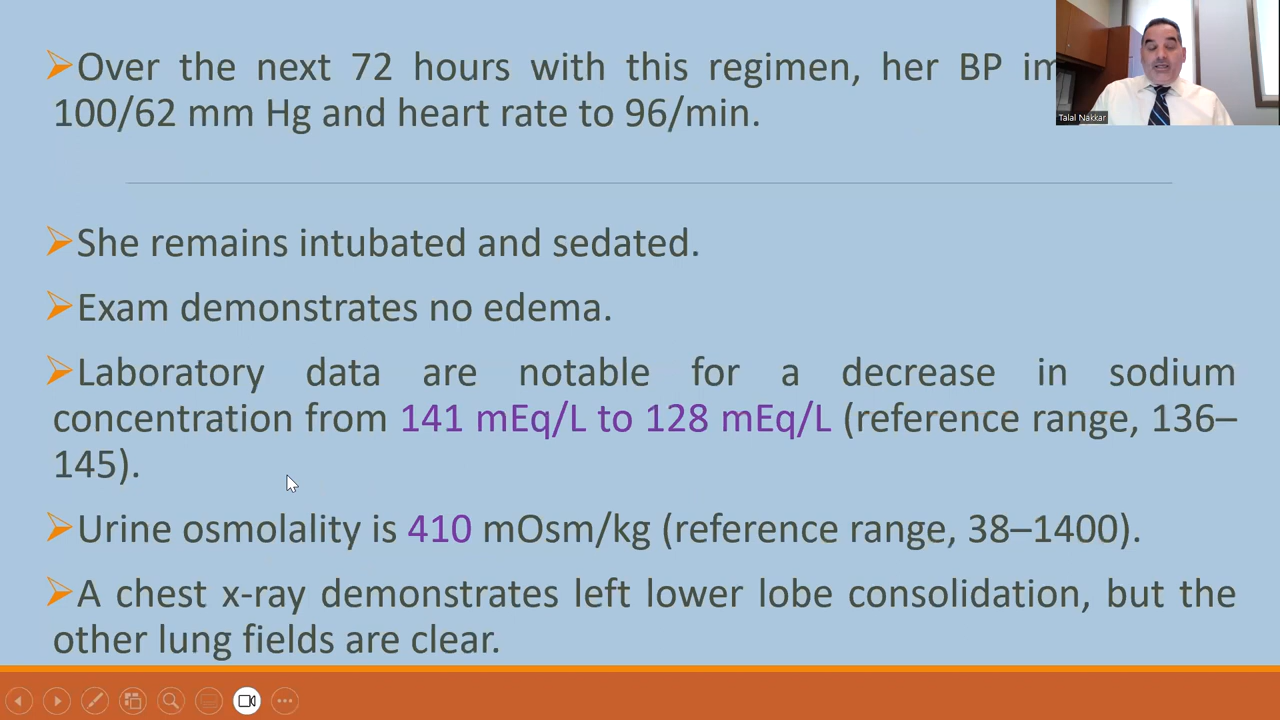 Over the next 72 hours with this regimen, her BP
100/62 mm Hg and heart rate to 96/min.
She remains intubated and sedated.
Exam demonstrates no edema.
Laboratory data are notable for a decrease in sodium
concentration from 141 mEq/L to 128 mEq/L (reference range, 136–
145).
Urine osmolality is 410 mOsm/kg (reference range, 38–1400).
A chest x-ray demonstrates left lower lobe consolidation, but the
other lung fields are clear.
Talal Nakkar